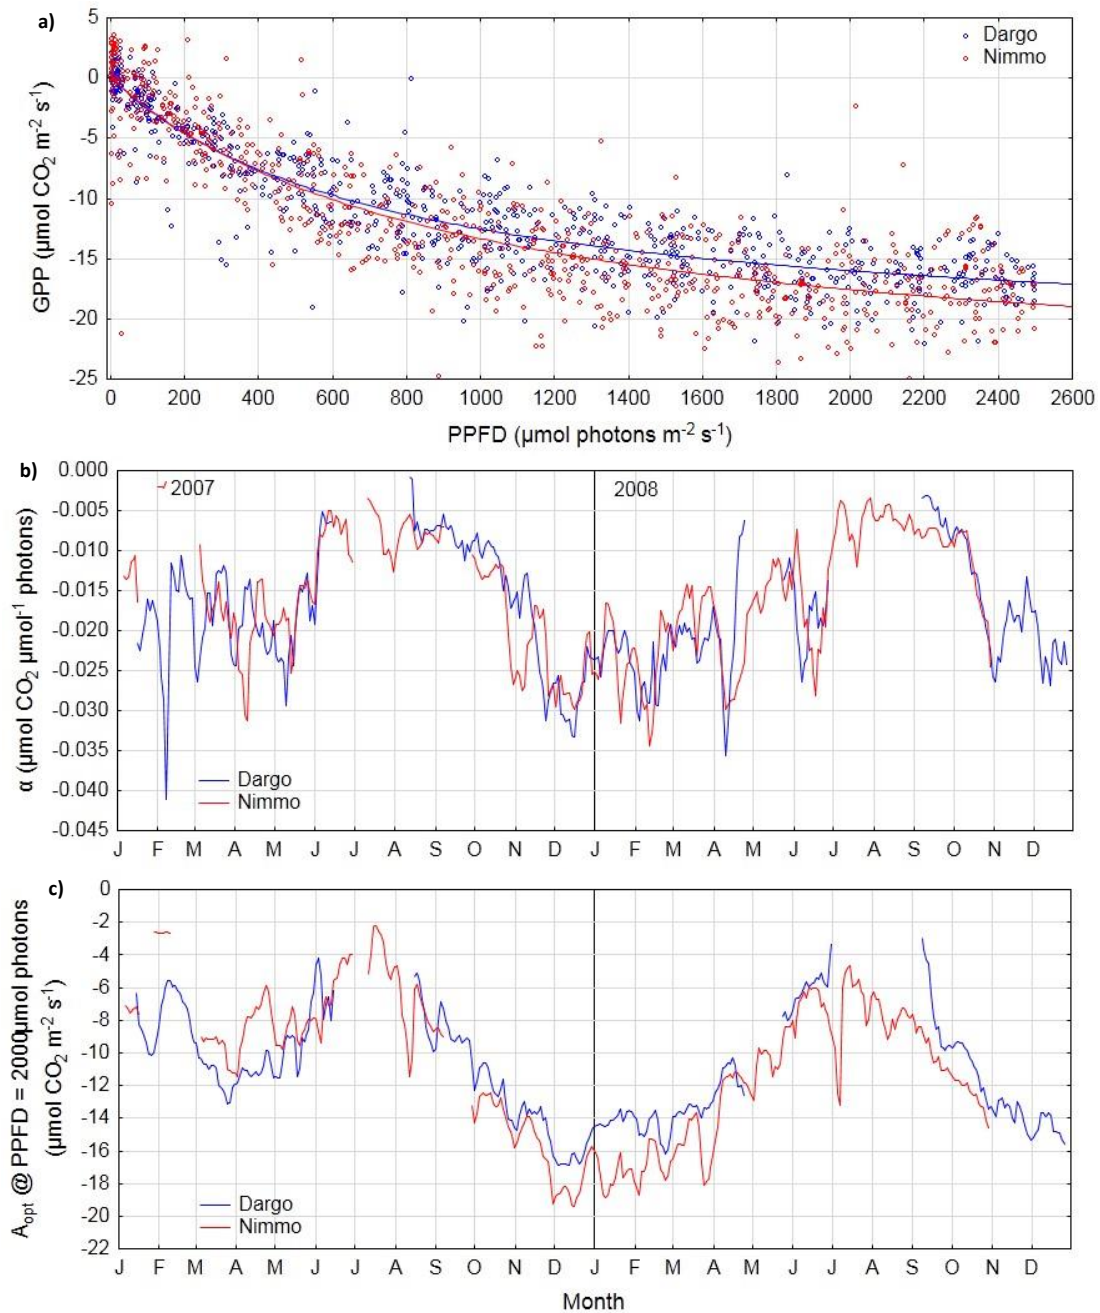 a)
GPP (µmol CO2 m-2 s-1)
5
0
-5
-10
-15
-20
-25
Dargo
Nimmo
0 200 400 600 800 1000 1200 1400 1600 1800 2000 2200 2400 2600
PPFD (µmol photons m-2 s-1)
b)
α (µmol CO2 µmol-1 photons)
0.000
-0.005
-0.010
-0.015
-0.020
-0.025
-0.030
-0.035
-0.040
-0.045
2007
2008
Dargo
Nimmo
J F M A M J J A S O N D J F M A M J J A S O N D
c)
Aopt @ PPFD = 2000µmol photons
(µmol CO2 m-2 s-1)
0
-2
-4
-6
-8
-10
-12
-14
-16
-18
-20
-22
Dargo
Nimmo
J F M A M J J A S O N D J F M A M J J A S O N D
Month